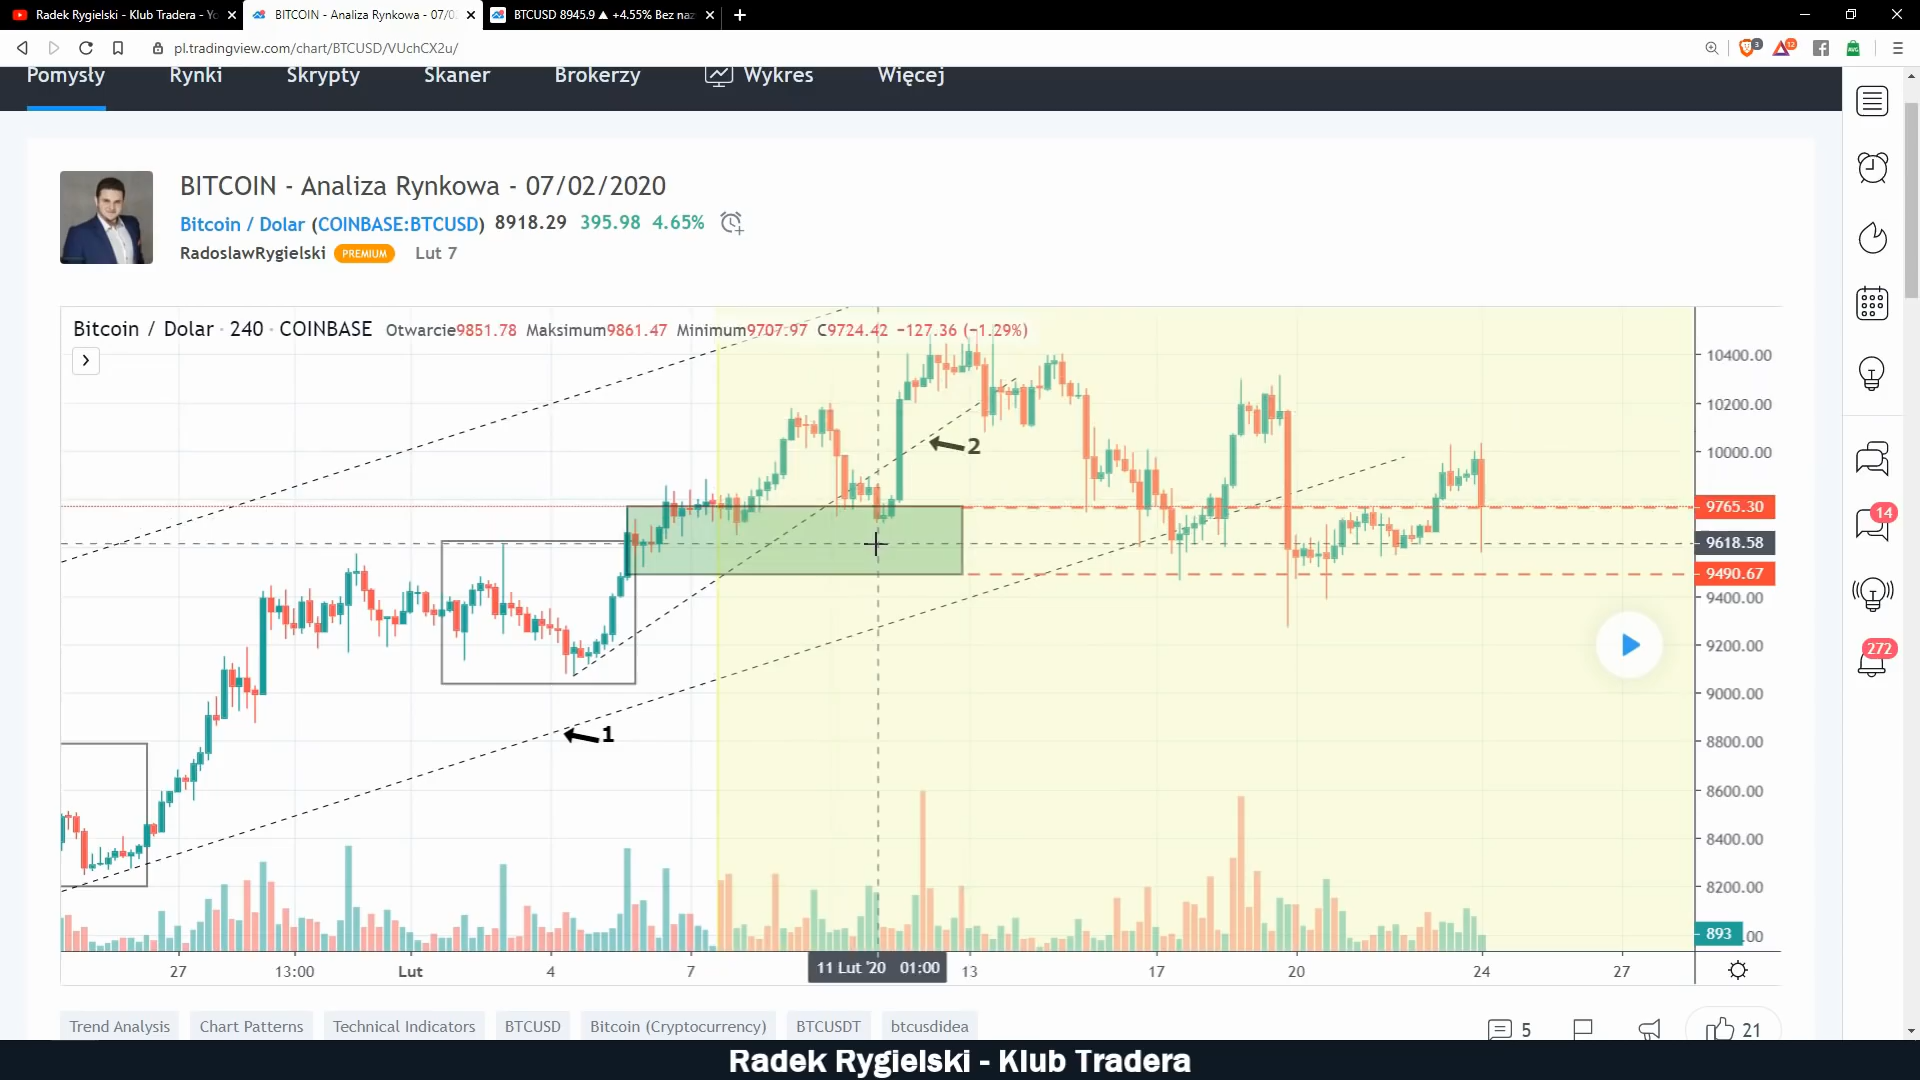 Radek Rygielski - Klub Tradera - Yo
BITCOIN - Analiza Rynkowa - 07/02
BTCUSD 8945.9 ▲ +4.55% Bez naz
pl.tradingview.com/chart/BTCUSD/VUchCX2u/
3
12
Pomysły Rynki Skrypty Skaner Brokerzy Wykres Więcej
BITCOIN - Analiza Rynkowa - 07/02/2020
Bitcoin / Dolar (COINBASE:BTCUSD) 8918.29 395.98 4.65%
RadoslawRygielski PREMIUM Lut 7
Bitcoin / Dolar · 240 · COINBASE Otwarcie9851.78 Maksimum9861.47 Minimum9707.97 C9724.42 −127.36 (−1.29%)
10400.00
10200.00
2
10000.00
9765.30
14
9618.58
9490.67
9400.00
9200.00
272
9000.00
1
8800.00
8600.00
8400.00
8200.00
893
.00
27 13:00 Lut 4 7 11 Lut '20 01:00 13 17 20 24 27
Trend Analysis Chart Patterns Technical Indicators BTCUSD Bitcoin (Cryptocurrency) BTCUSDT btcusdidea
5
21
Radek Rygielski - Klub Tradera